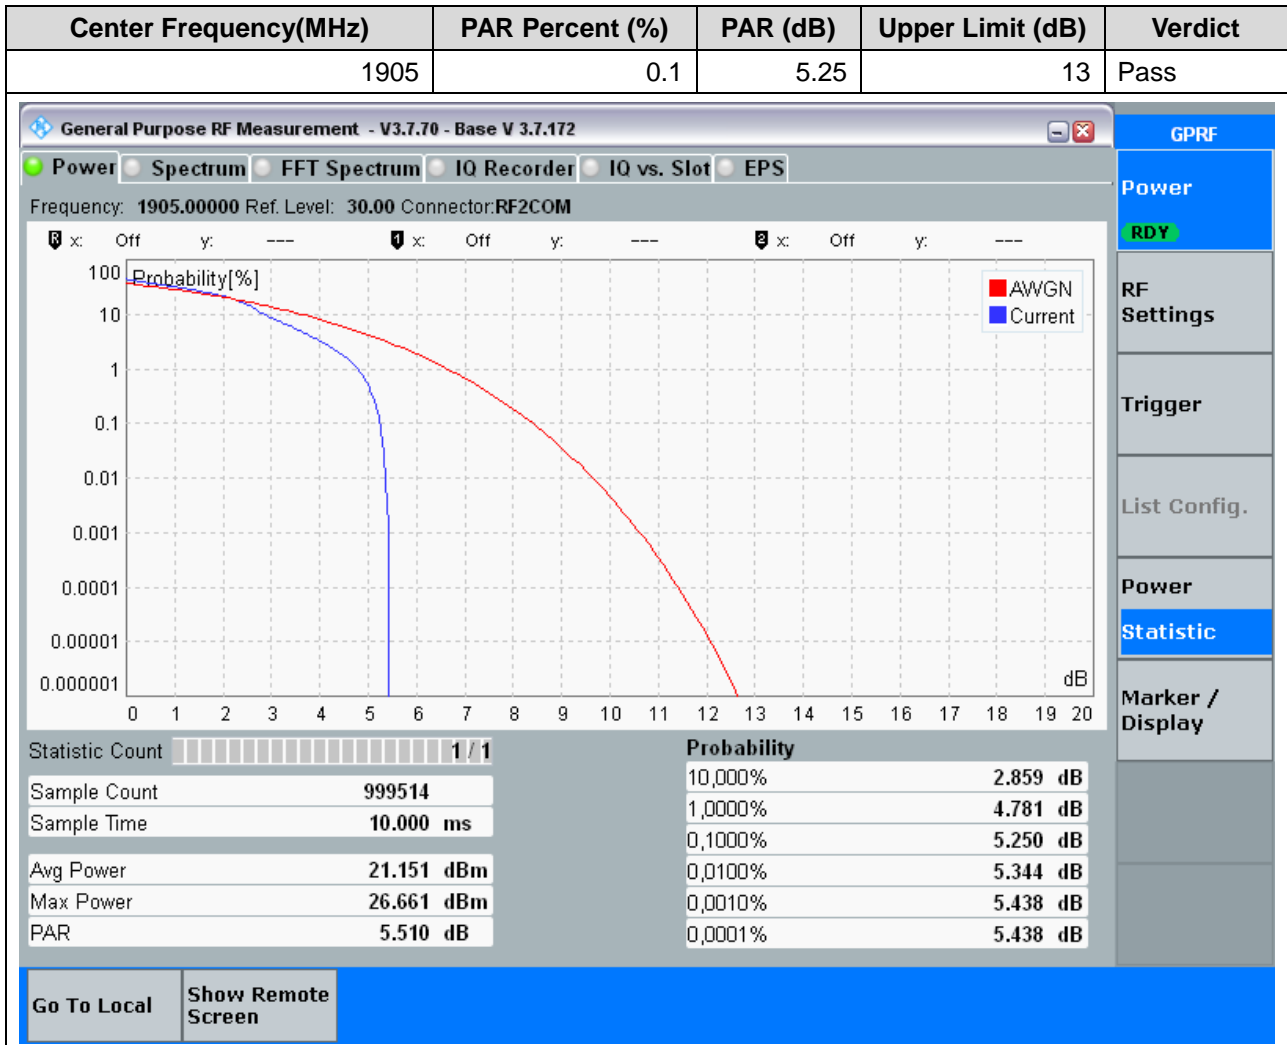 Center Frequency(MHz) PAR Percent (%) PAR (dB) Upper Limit (dB) Verdict
1905 0.1 5.25 13 Pass
General Purpose RF Measurement - V3.7.70 - Base V 3.7.172
GPRF
Power Spectrum FFT Spectrum IQ Recorder IQ vs. Slot EPS
Frequency: 1905.00000 Ref. Level: 30.00 Connector:RF2COM
R x: Off y: --- 1 x: Off y: --- 2 x: Off y: ---
Probability[%]
AWGN
Current
100
10
1
0.1
0.01
0.001
0.0001
0.00001
0.000001
dB
0 1 2 3 4 5 6 7 8 9 10 11 12 13 14 15 16 17 18 19 20
Statistic Count 1 / 1
Sample Count 999514
Sample Time 10.000 ms
Avg Power 21.151 dBm
Max Power 26.661 dBm
PAR 5.510 dB
Probability
10,000% 2.859 dB
1,0000% 4.781 dB
0,1000% 5.250 dB
0,0100% 5.344 dB
0,0010% 5.438 dB
0,0001% 5.438 dB
Power
RDY
RF
Settings
Trigger
List Config.
Power
Statistic
Marker /
Display
Go To Local
Show Remote
Screen